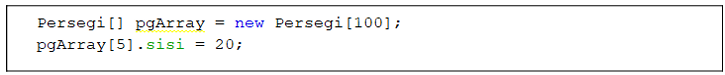 Persegi[] pgArray = new Persegi[100];
pgArray[5].sisi = 20;